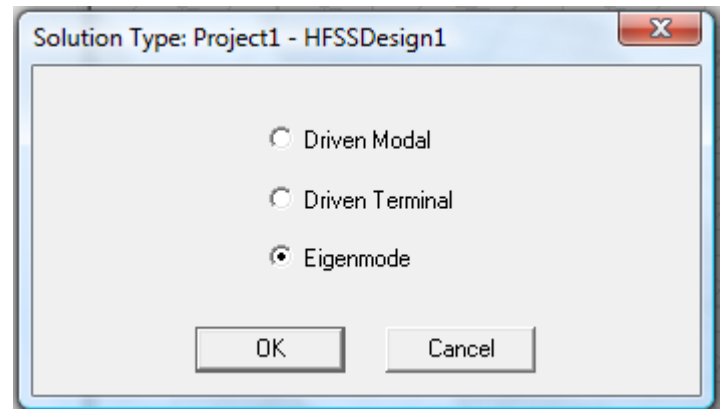 Solution Type: Project1 - HFSSDesign1
Driven Modal
Driven Terminal
Eigenmode
OK Cancel